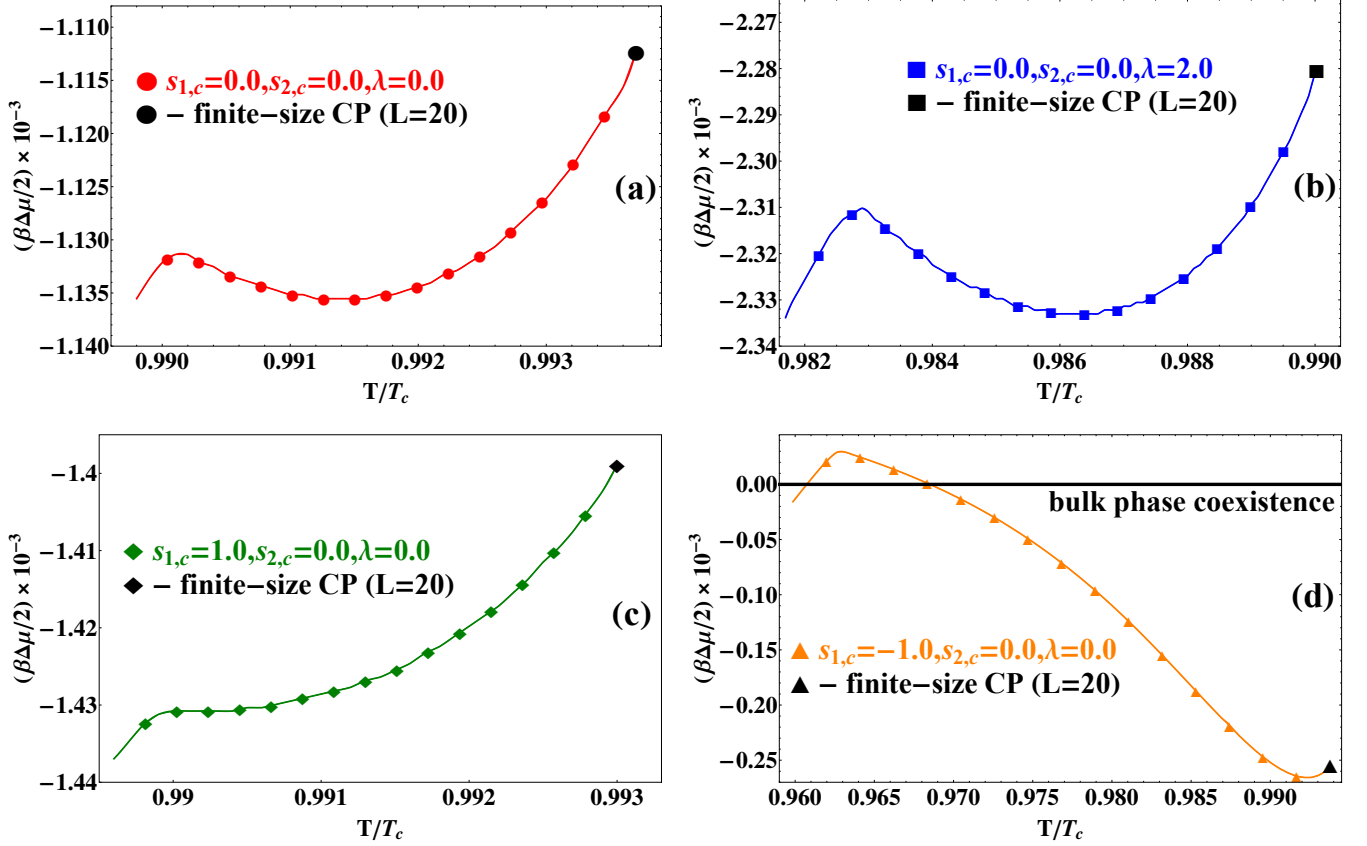 −1.110
−1.115
−1.120
−1.125
−1.130
−1.135
−1.140
(βΔμ/2) × 10⁻³
s₁,c=0.0,s₂,c=0.0,λ=0.0
− finite−size CP (L=20)
(a)
0.990
0.991
0.992
0.993
T/Tc
−2.27
−2.28
−2.29
−2.30
−2.31
−2.32
−2.33
−2.34
(βΔμ/2) × 10⁻³
s₁,c=0.0,s₂,c=0.0,λ=2.0
− finite−size CP (L=20)
(b)
0.982
0.984
0.986
0.988
0.990
T/Tc
−1.4
−1.41
−1.42
−1.43
−1.44
(βΔμ/2) × 10⁻³
s₁,c=1.0,s₂,c=0.0,λ=0.0
− finite−size CP (L=20)
(c)
0.99
0.991
0.992
0.993
T/Tc
0.00
−0.05
−0.10
−0.15
−0.20
−0.25
(βΔμ/2) × 10⁻³
bulk phase coexistence
(d)
s₁,c=−1.0,s₂,c=0.0,λ=0.0
− finite−size CP (L=20)
0.960
0.965
0.970
0.975
0.980
0.985
0.990
T/Tc